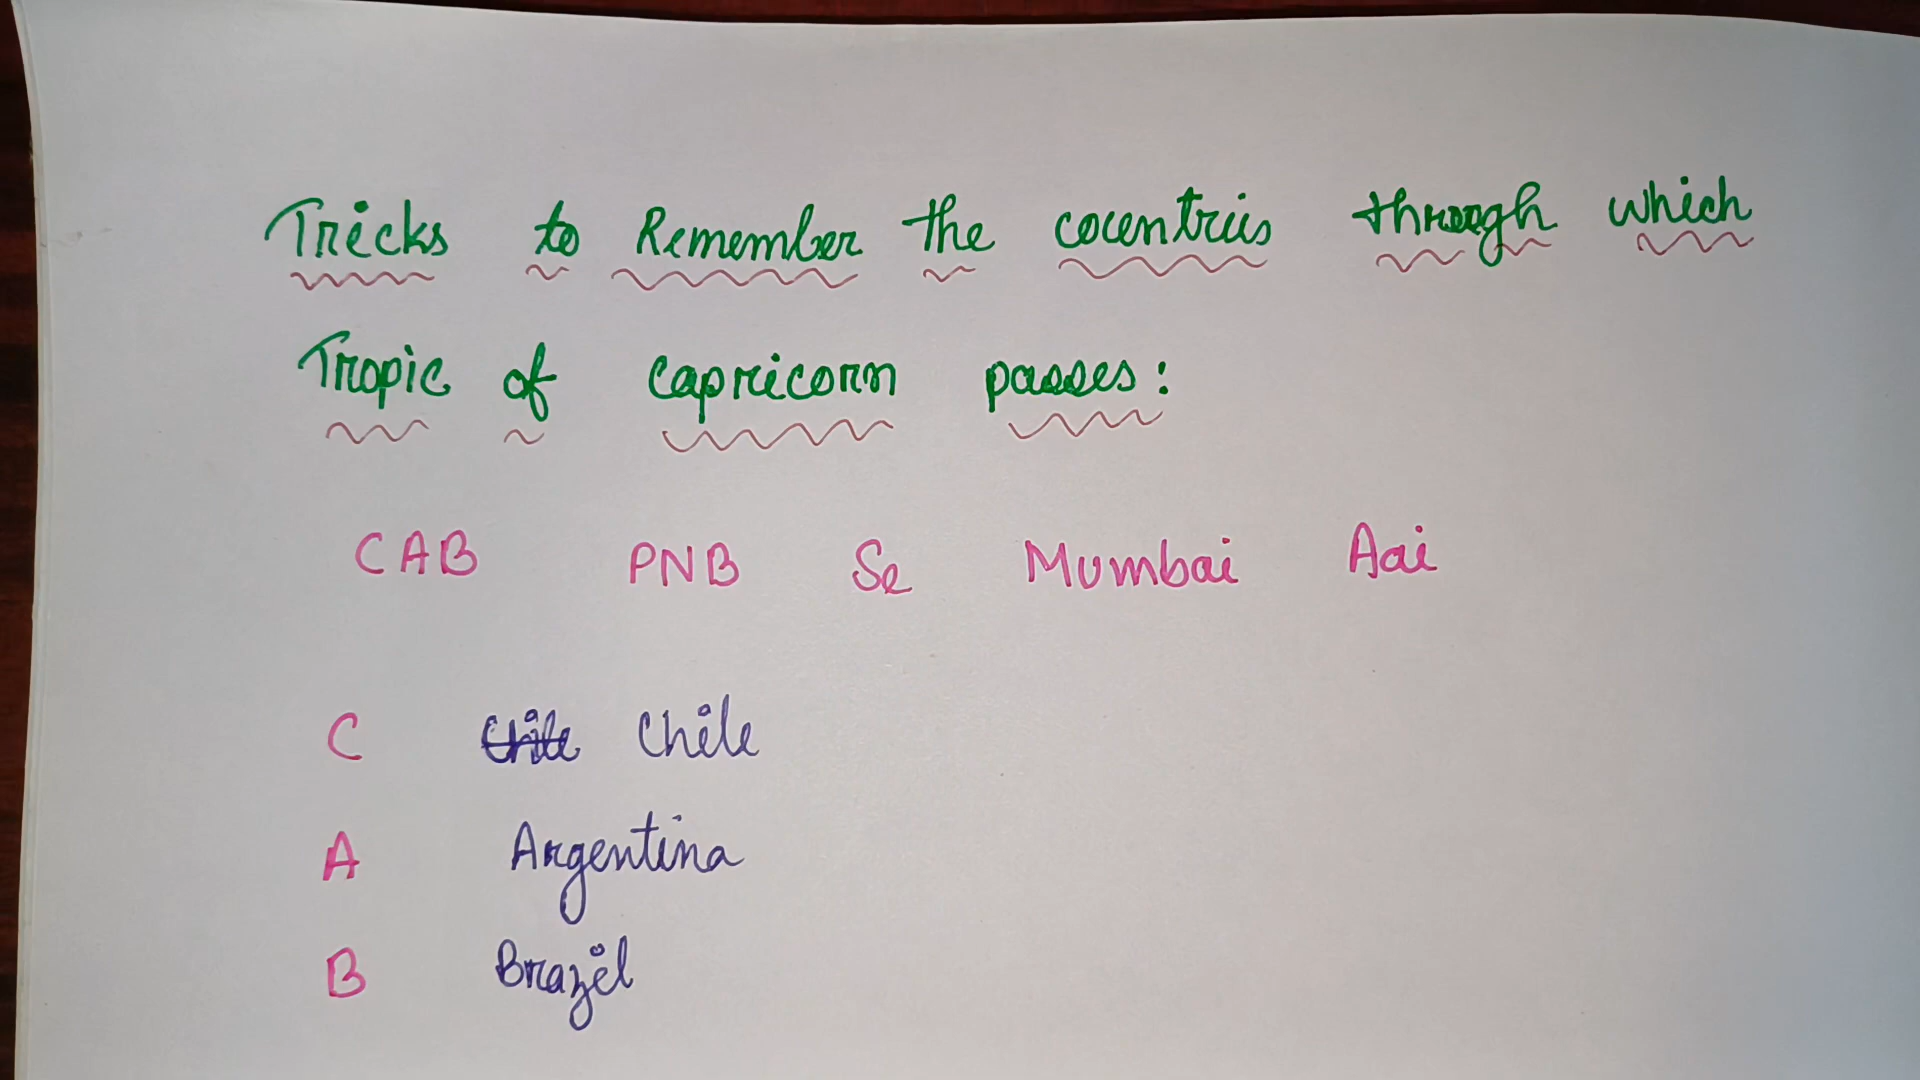 Tricks to Remember the countries through which
Tropic of Capricorn passes:
CAB PNB Se Mumbai Aai
C Chile Chile
A Argentina
B Brazil